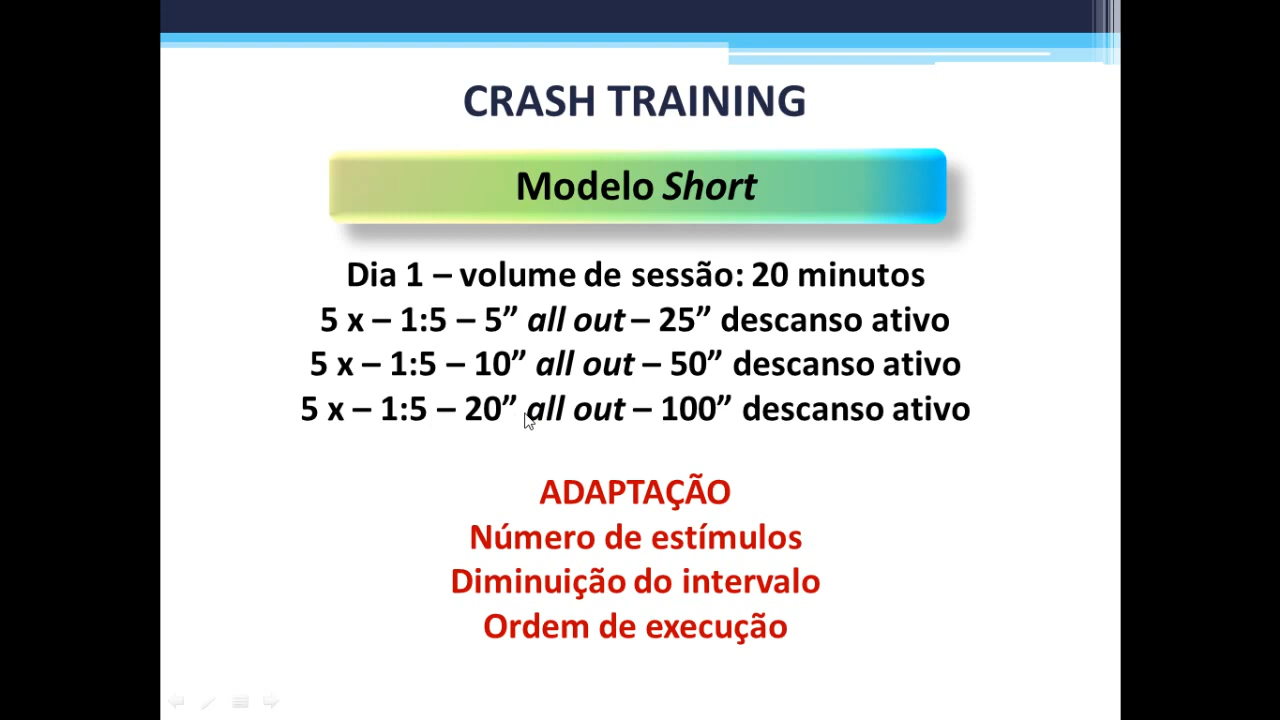 CRASH TRAINING
Modelo Short
Dia 1 – volume de sessão: 20 minutos
5 x – 1:5 – 5” all out – 25” descanso ativo
5 x – 1:5 – 10” all out – 50” descanso ativo
5 x – 1:5 – 20” all out – 100” descanso ativo
ADAPTAÇÃO
Número de estímulos
Diminuição do intervalo
Ordem de execução